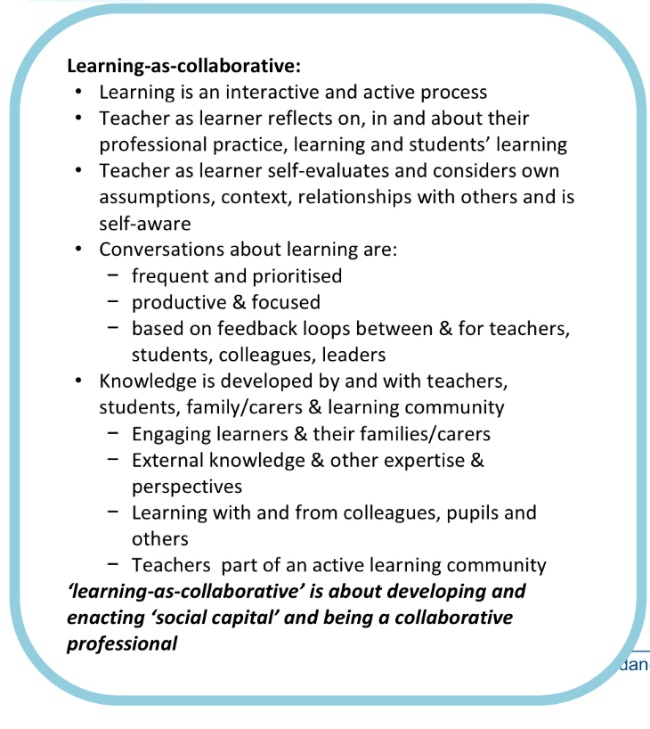 Learning-as-collaborative:
• Learning is an interactive and active process
• Teacher as learner reflects on, in and about their
professional practice, learning and students’ learning
• Teacher as learner self-evaluates and considers own
assumptions, context, relationships with others and is
self-aware
• Conversations about learning are:
– frequent and prioritised
– productive & focused
– based on feedback loops between & for teachers,
students, colleagues, leaders
• Knowledge is developed by and with teachers,
students, family/carers & learning community
– Engaging learners & their families/carers
– External knowledge & other expertise &
perspectives
– Learning with and from colleagues, pupils and
others
– Teachers  part of an active learning community
‘learning-as-collaborative’ is about developing and
enacting ‘social capital’ and being a collaborative
professional